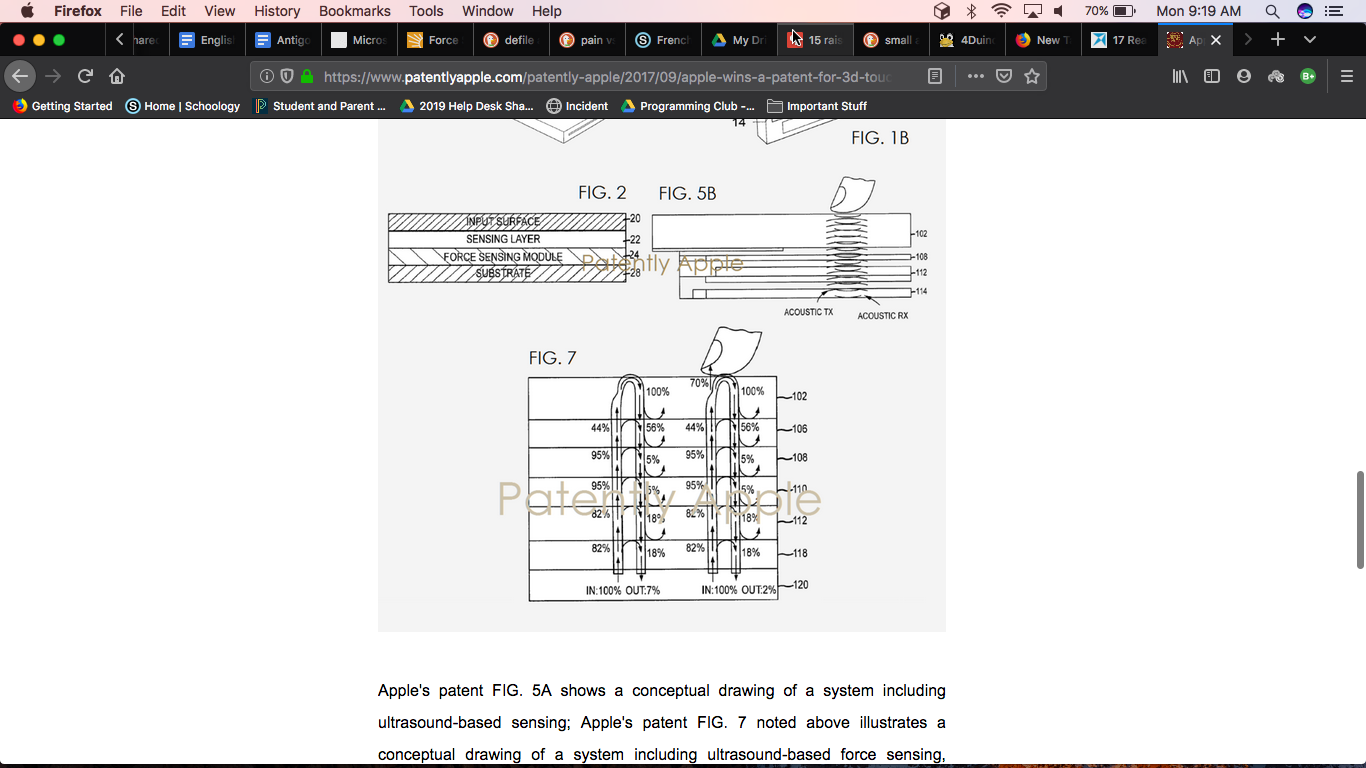 Firefox File Edit View History Bookmarks Tools Window Help 70% Mon 9:19 AM
Englis Antigo Micros Force defile pain v French My Dri 15 rais small a 4Duin New T 17 Rea Ap
https://www.patentlyapple.com/patently-apple/2017/09/apple-wins-a-patent-for-3d-touc
Getting Started Home | Schoology Student and Parent ... 2019 Help Desk Sha... Incident Programming Club -... Important Stuff
14
FIG. 1B
FIG. 2
INPUT SURFACE 20
SENSING LAYER 22
FORCE SENSING MODULE 24
SUBSTRATE 28
FIG. 5B
102
108
112
114
ACOUSTIC TX ACOUSTIC RX
Patently Apple
FIG. 7
100% 70% 100% 102
44% 56% 44% 56% 106
95% 5% 95% 5% 108
95% 5% 95% 5% 110
Patently Apple
82% 18% 82% 18% 112
82% 18% 82% 18% 118
IN:100% OUT:7% IN:100% OUT:2% 120
Apple's patent FIG. 5A shows a conceptual drawing of a system including
ultrasound-based sensing; Apple's patent FIG. 7 noted above illustrates a
conceptual drawing of a system including ultrasound-based force sensing,